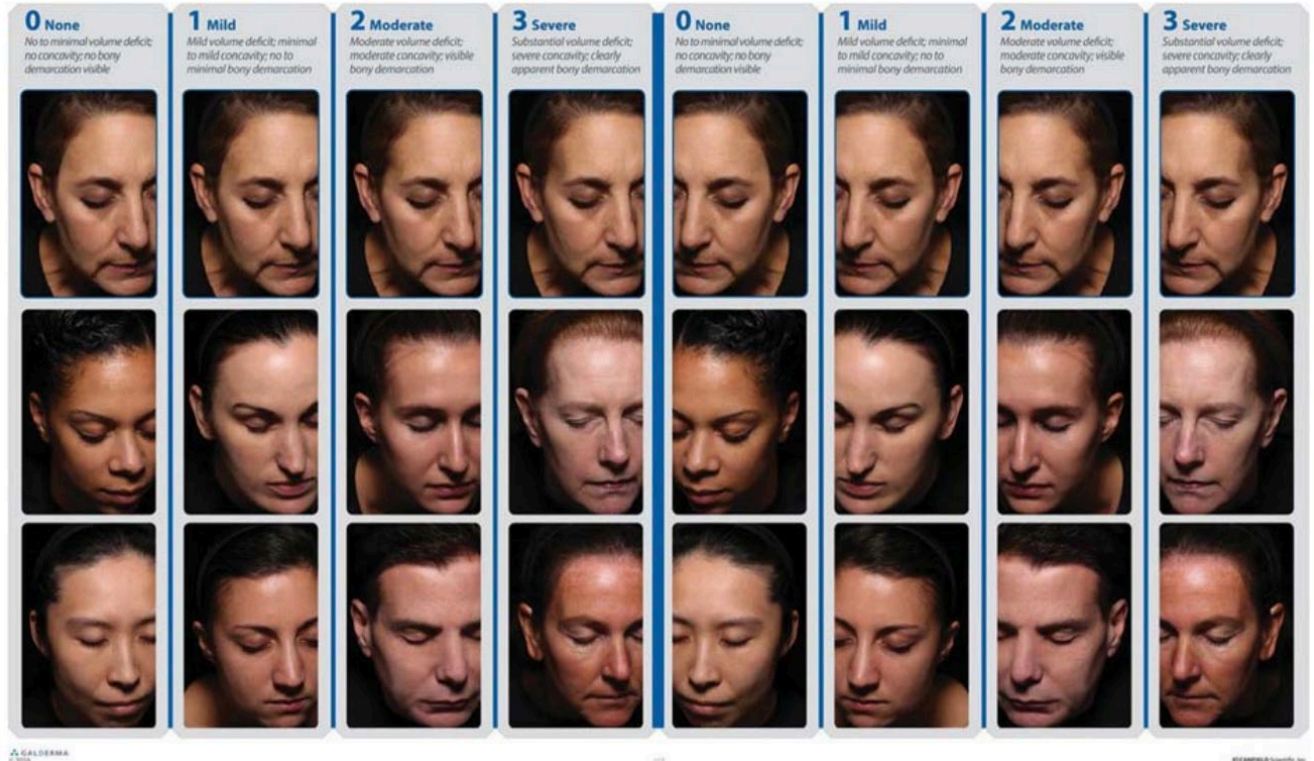 0 None
No to minimal volume deficit;
no concavity; no bony
demarcation visible
1 Mild
Mild volume deficit; minimal
to mild concavity; no to
minimal bony demarcation
2 Moderate
Moderate volume deficit;
moderate concavity; visible
bony demarcation
3 Severe
Substantial volume deficit;
severe concavity; clearly
apparent bony demarcation
0 None
No to minimal volume deficit;
no concavity; no bony
demarcation visible
1 Mild
Mild volume deficit; minimal
to mild concavity; no to
minimal bony demarcation
2 Moderate
Moderate volume deficit;
moderate concavity; visible
bony demarcation
3 Severe
Substantial volume deficit;
severe concavity; clearly
apparent bony demarcation
GALDERMA